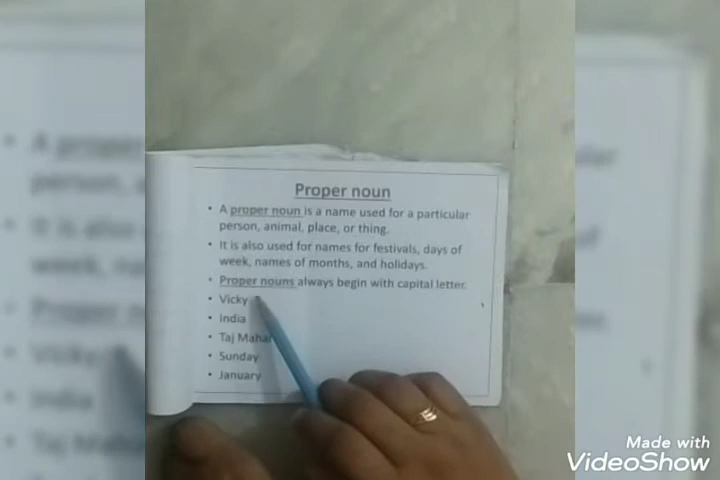 Proper noun
• A proper noun is a name used for a particular
person, animal, place, or thing.
• It is also used for names for festivals, days of
week, names of months, and holidays.
• Proper nouns always begin with capital letter.
• Vicky
• India
• Taj Mahal
• Sunday
• January
Made with
VideoShow